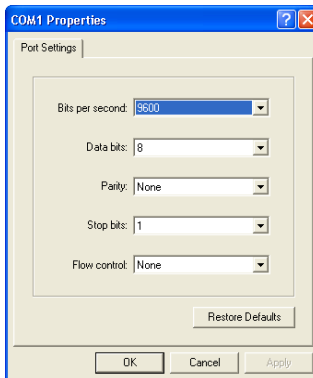 COM1 Properties
Port Settings
Bits per second: 9600
Data bits: 8
Parity: None
Stop bits: 1
Flow control: None
Restore Defaults
OK Cancel Apply